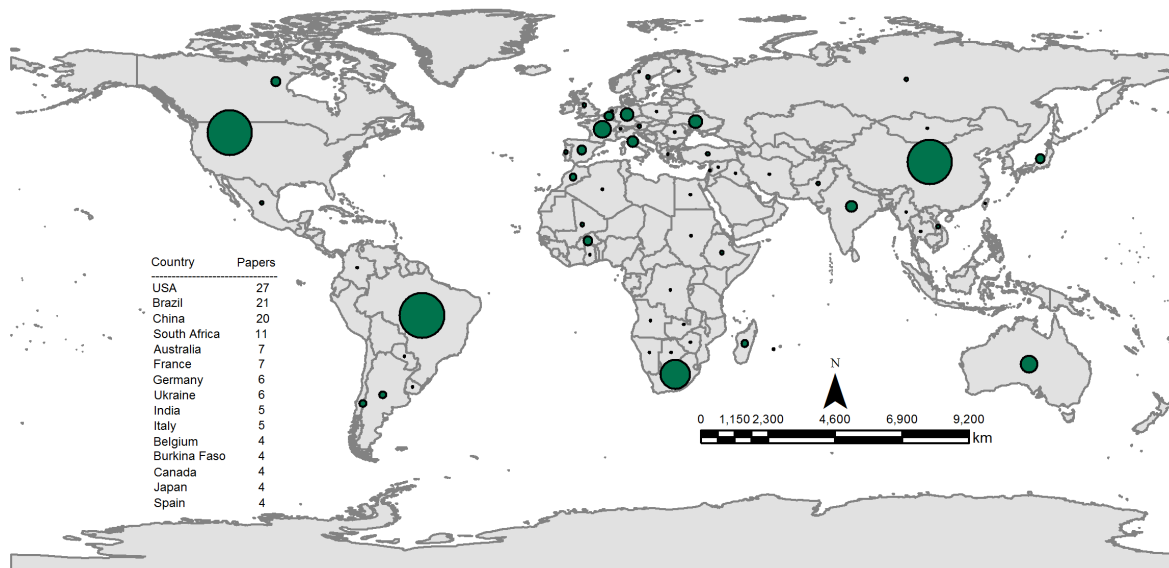 Country Papers
-------------------------------
USA 27
Brazil 21
China 20
South Africa 11
Australia 7
France 7
Germany 6
Ukraine 6
India 5
Italy 5
Belgium 4
Burkina Faso 4
Canada 4
Japan 4
Spain 4
N
0 1,150 2,300 4,600 6,900 9,200
km